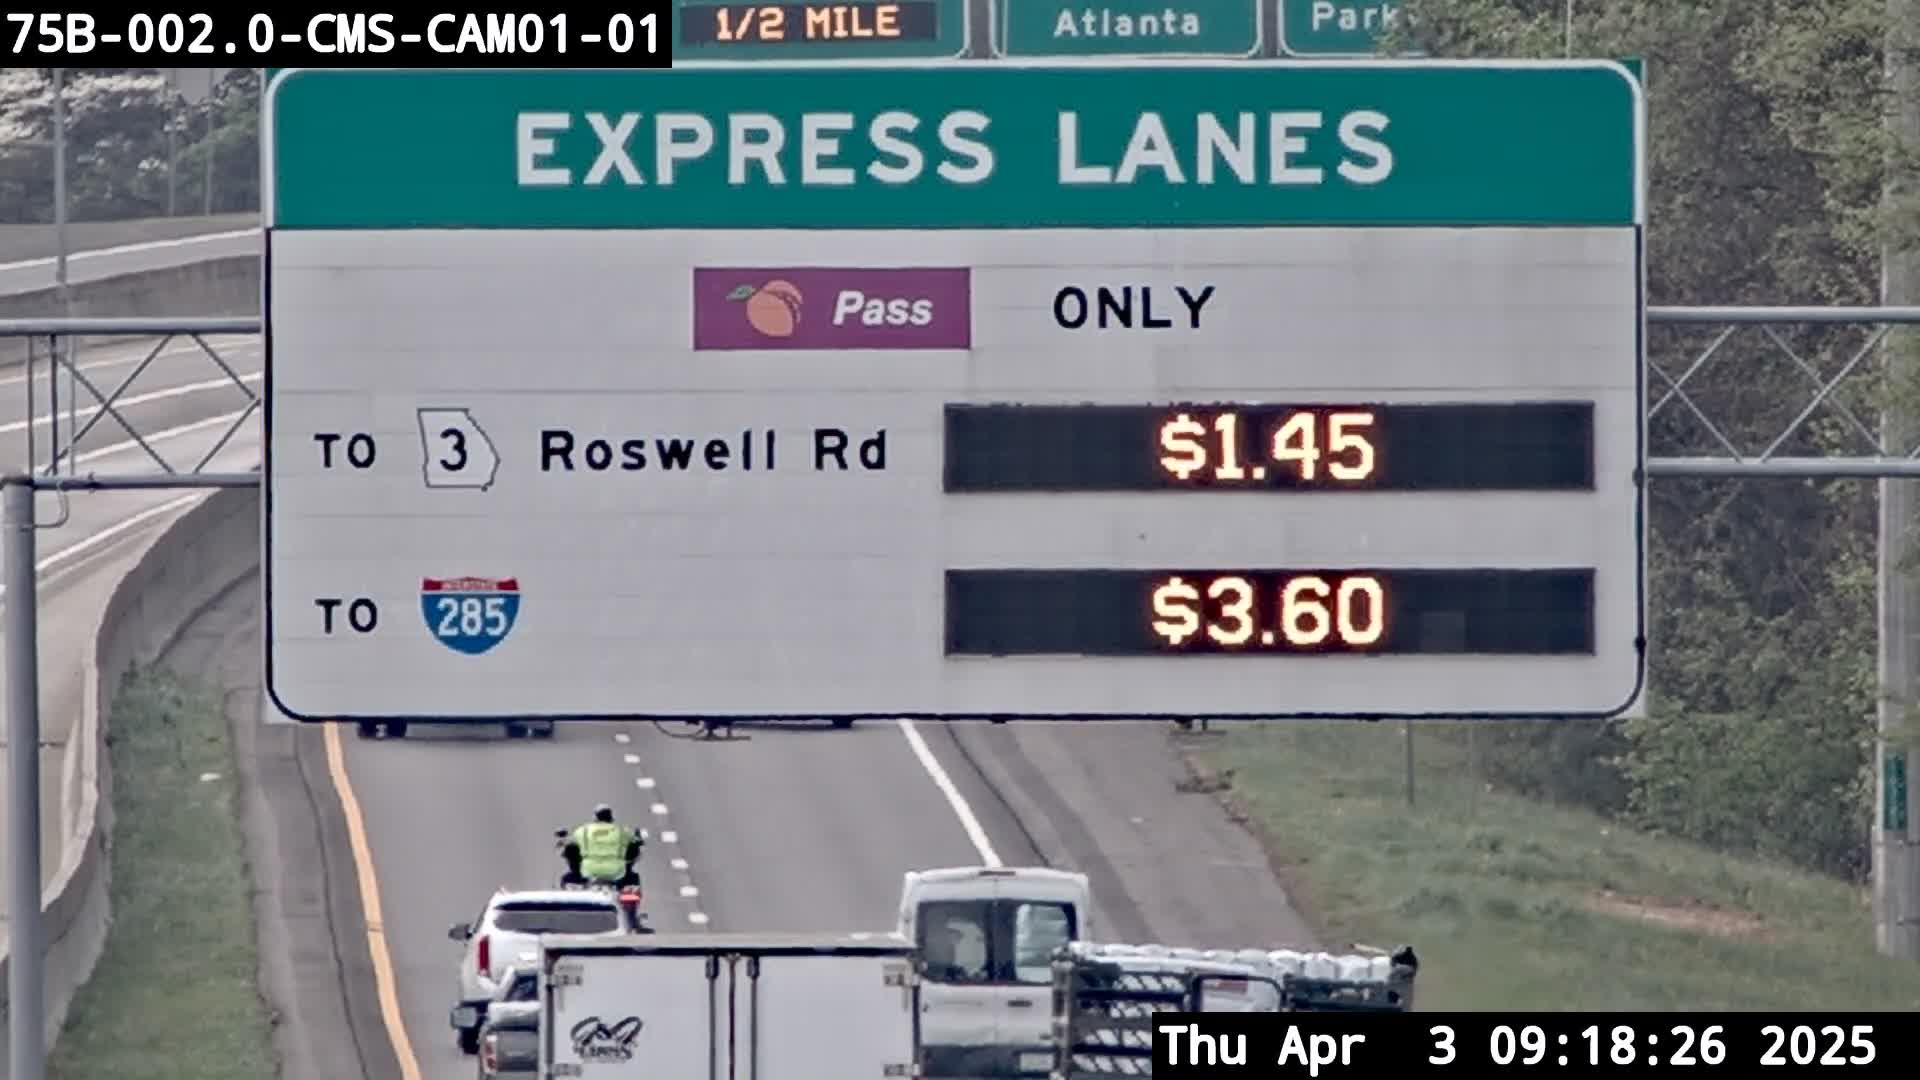 75B-002.0-CMS-CAM01-01
1/2 MILE
Atlanta
Park
EXPRESS LANES
Pass ONLY
TO 3 Roswell Rd $1.45
TO 285 $3.60
Thu Apr 3 09:18:26 2025